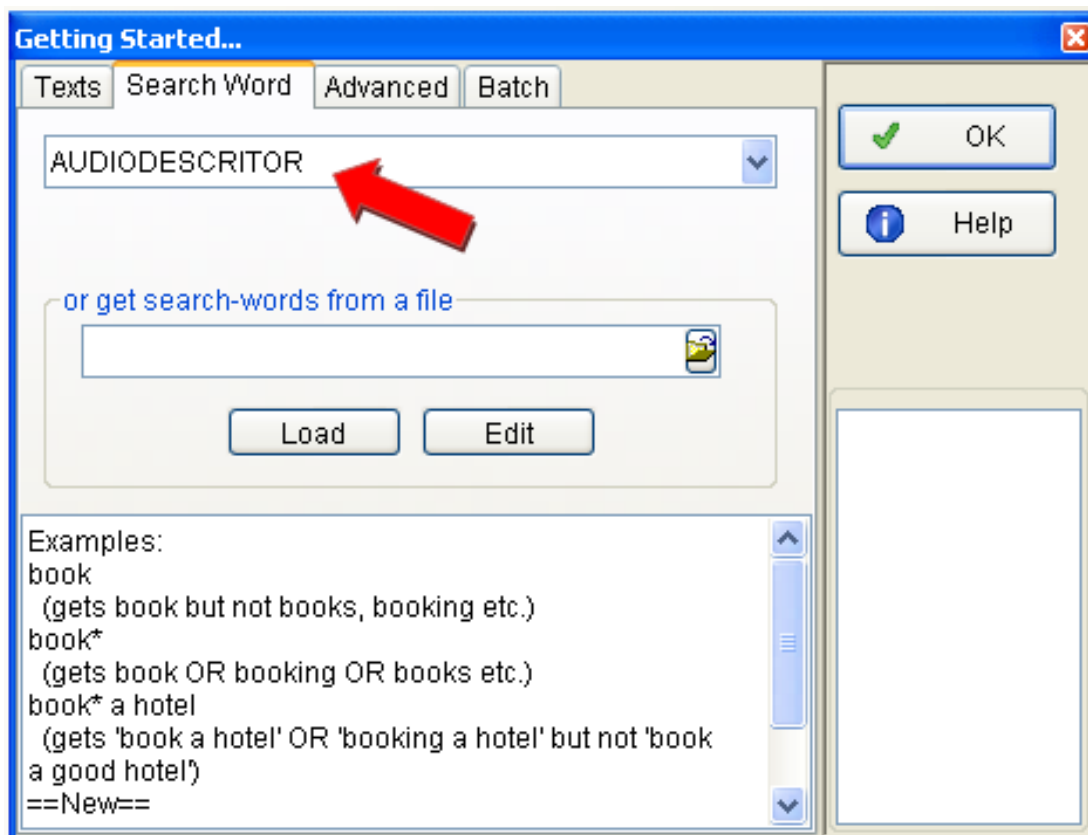 Getting Started...
Texts
Search Word
Advanced
Batch
AUDIODESCRITOR
OK
Help
or get search-words from a file
Load
Edit
Examples:
book
(gets book but not books, booking etc.)
book*
(gets book OR booking OR books etc.)
book* a hotel
(gets 'book a hotel' OR 'booking a hotel' but not 'book
a good hotel')
==New==